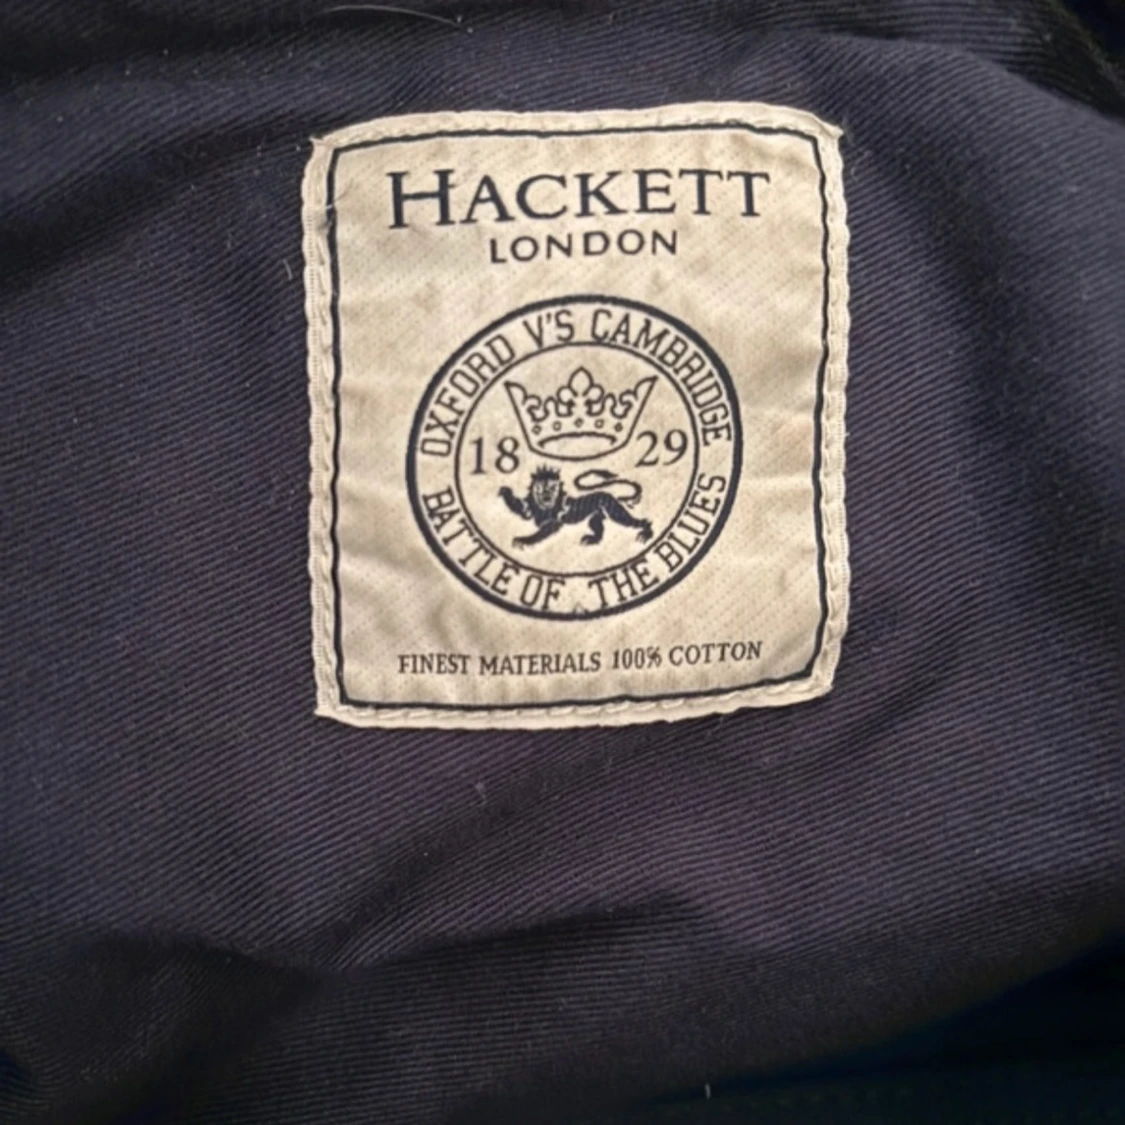 HACKETT
LONDON
OXFORD V'S CAMBRIDGE
18 29
BATTLE OF THE BLUES
FINEST MATERIALS 100% COTTON